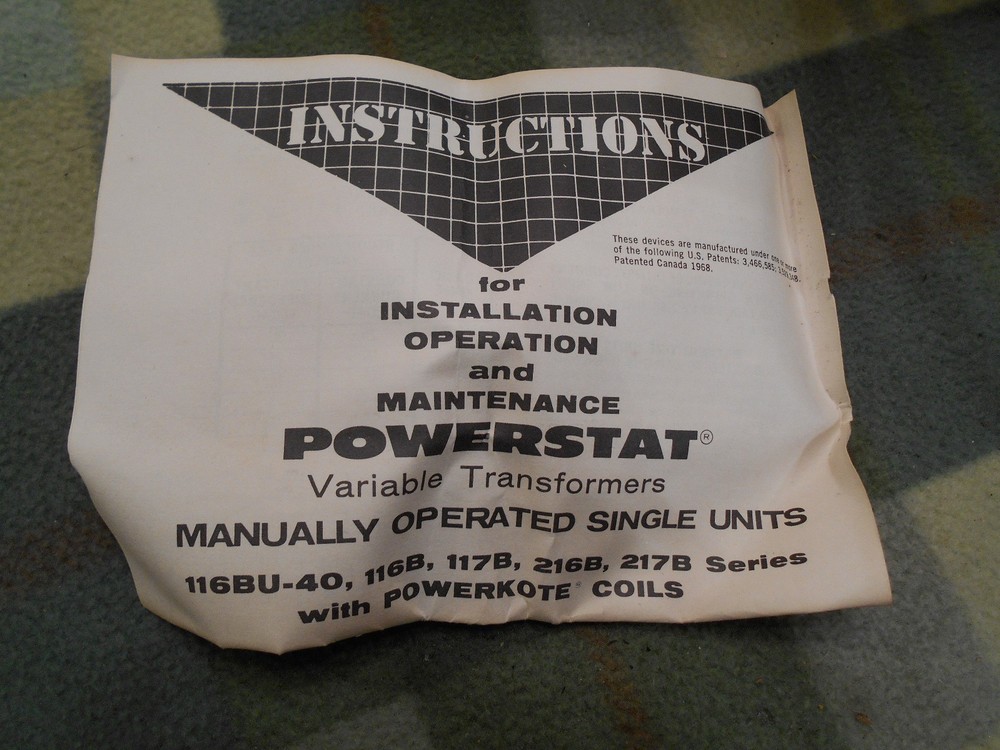 INSTRUCTIONS
These devices are manufactured under one or more
of the following U.S. Patents: 3,466,585;
Patented Canada 1968.
for
INSTALLATION
OPERATION
and
MAINTENANCE
POWERSTAT®
Variable Transformers
MANUALLY OPERATED SINGLE UNITS
116BU-40, 116B, 117B, 216B, 217B Series
with POWERKOTE® COILS